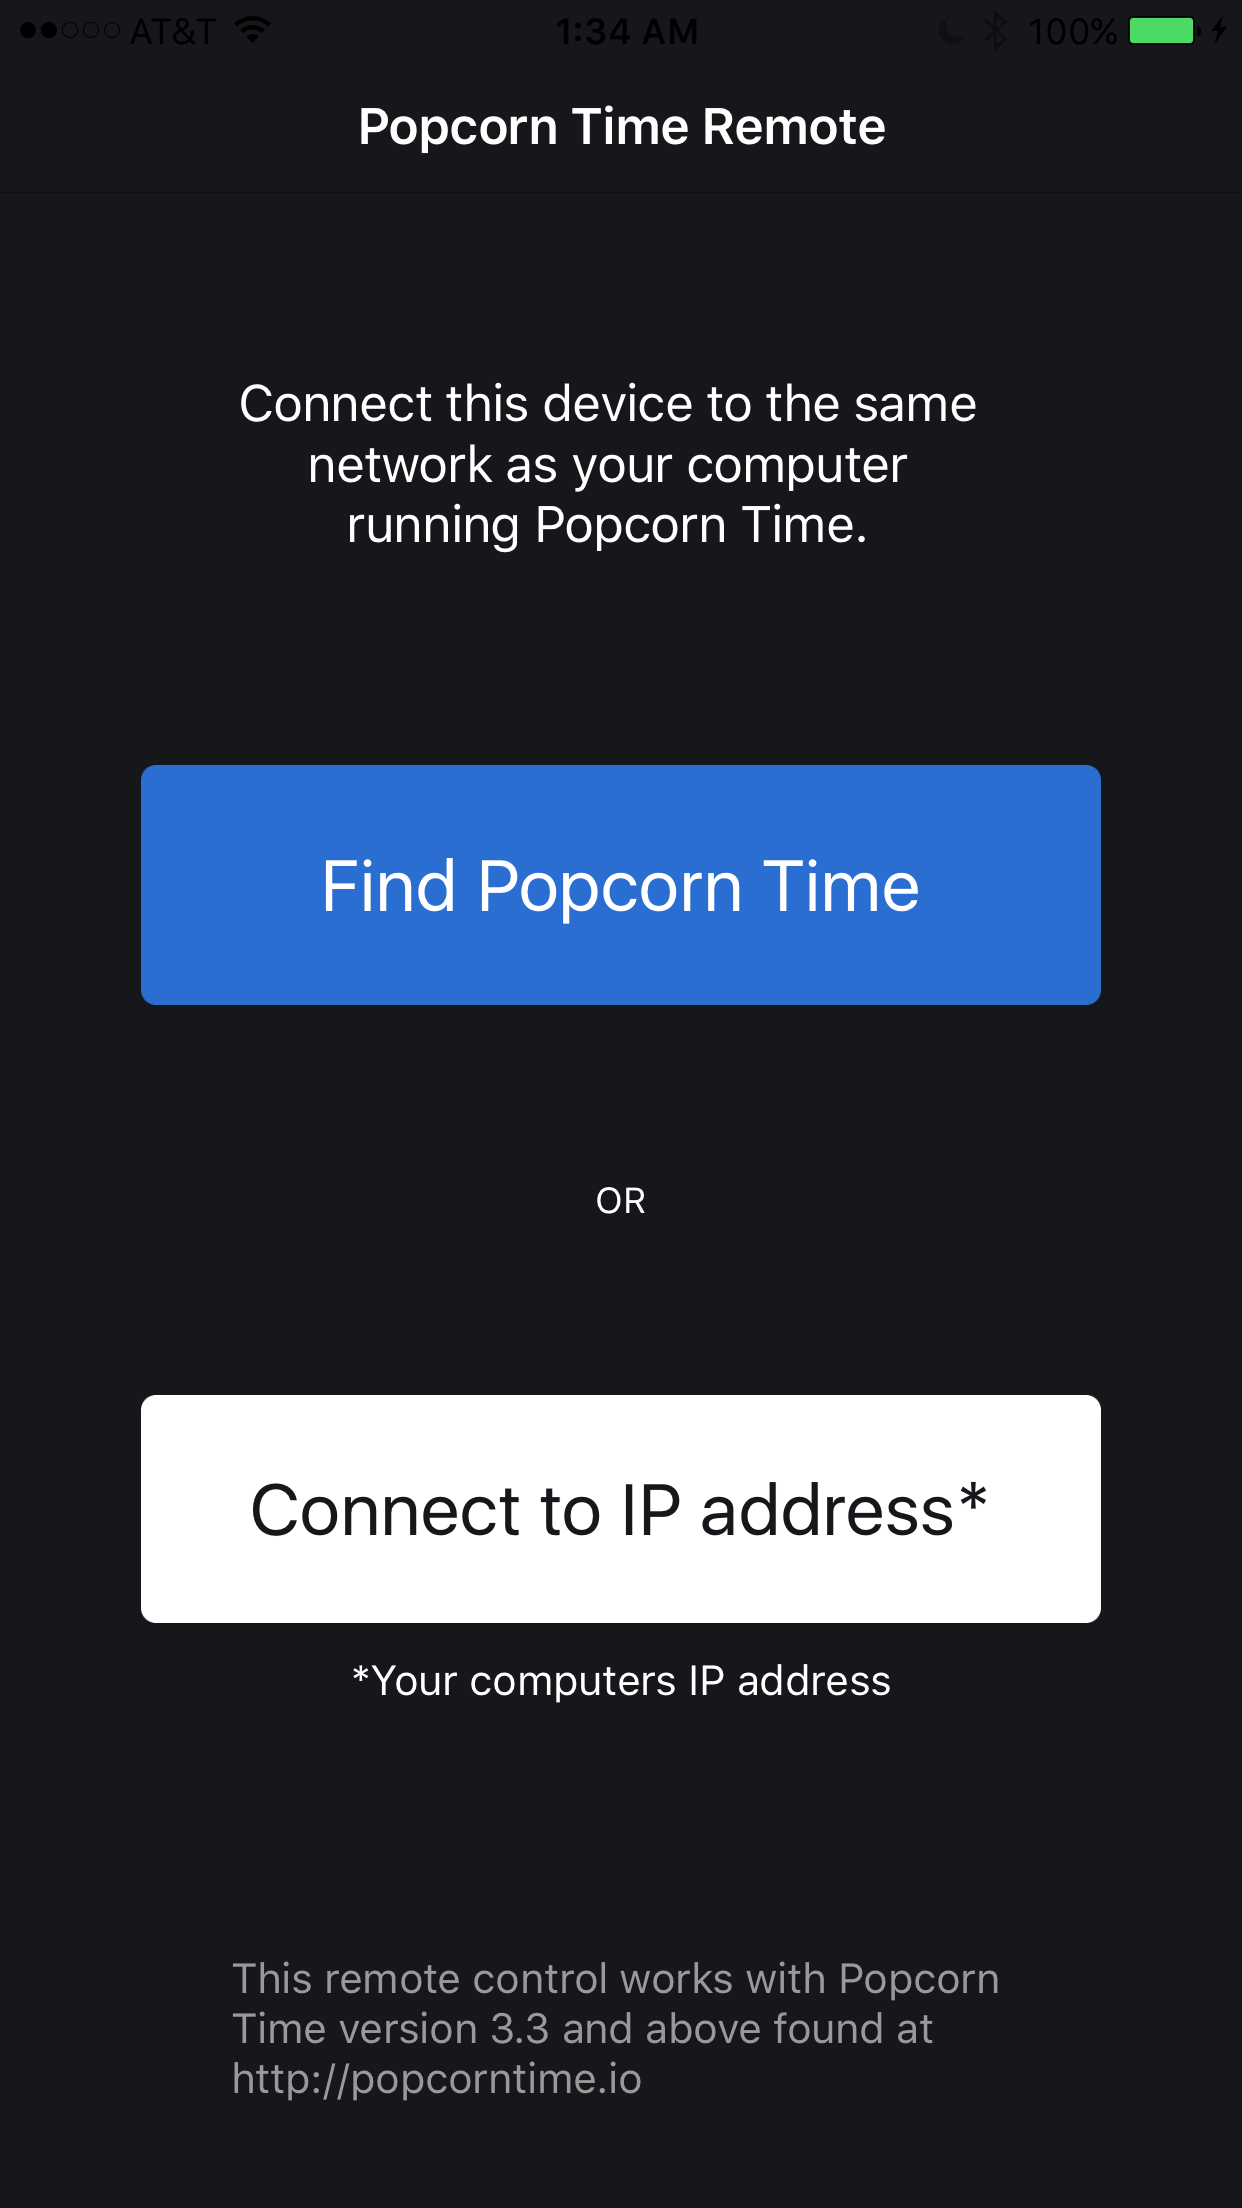 AT&T 1:34 AM 100%
Popcorn Time Remote
Connect this device to the same
network as your computer
running Popcorn Time.
Find Popcorn Time
OR
Connect to IP address*
*Your computers IP address
This remote control works with Popcorn
Time version 3.3 and above found at
http://popcorntime.io